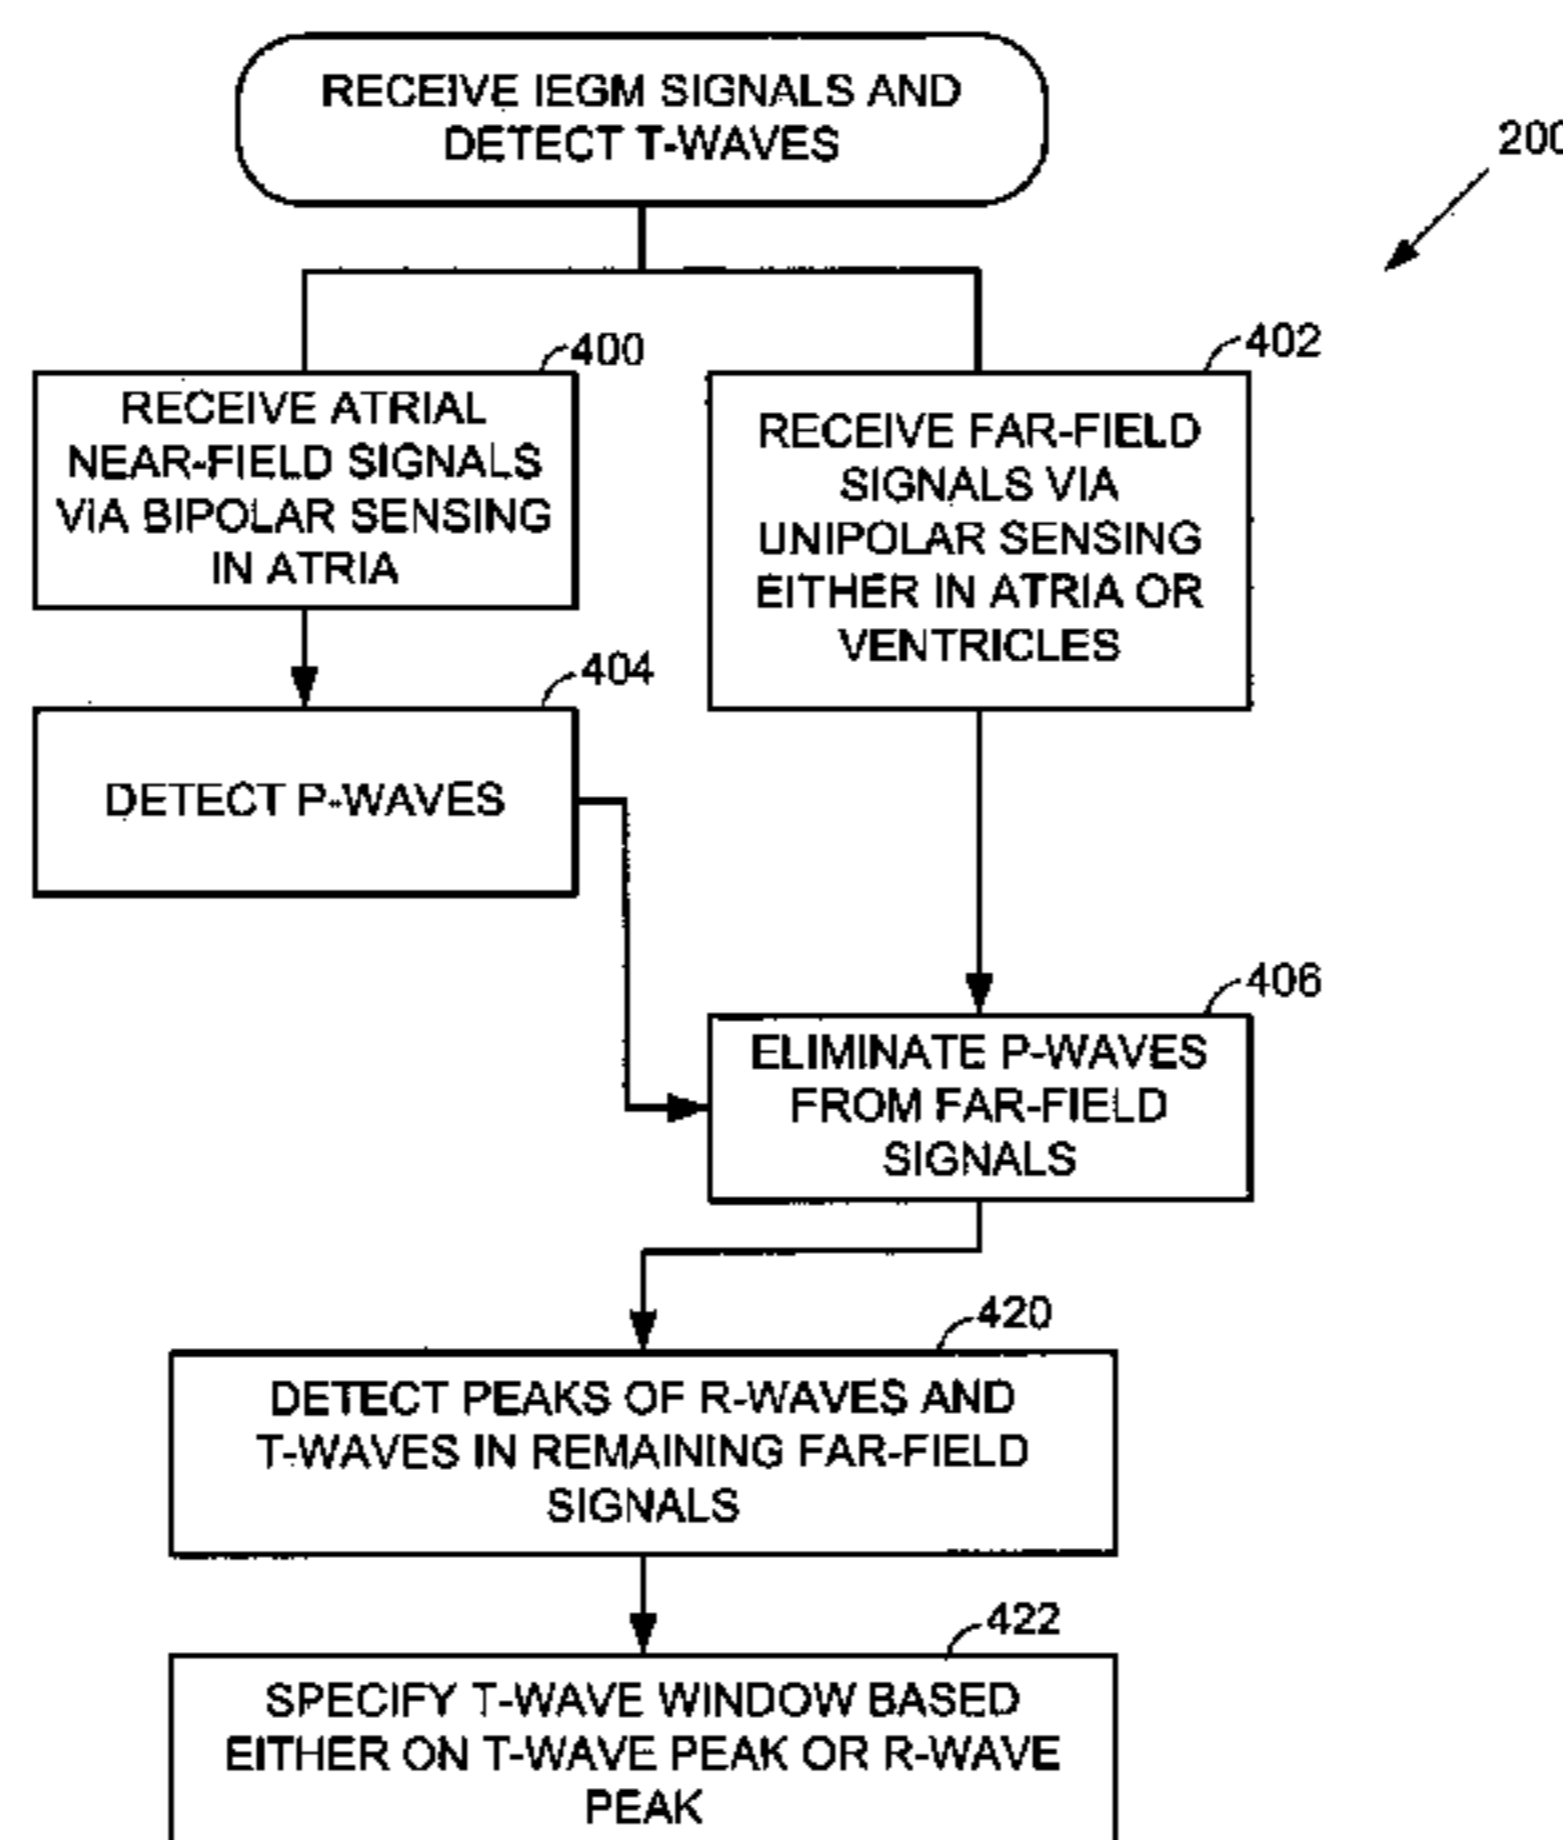 RECEIVE IEGM SIGNALS AND
DETECT T-WAVES
200
400
RECEIVE ATRIAL
NEAR-FIELD SIGNALS
VIA BIPOLAR SENSING
IN ATRIA
402
RECEIVE FAR-FIELD
SIGNALS VIA
UNIPOLAR SENSING
EITHER IN ATRIA OR
VENTRICLES
404
DETECT P-WAVES
406
ELIMINATE P-WAVES
FROM FAR-FIELD
SIGNALS
420
DETECT PEAKS OF R-WAVES AND
T-WAVES IN REMAINING FAR-FIELD
SIGNALS
422
SPECIFY T-WAVE WINDOW BASED
EITHER ON T-WAVE PEAK OR R-WAVE
PEAK